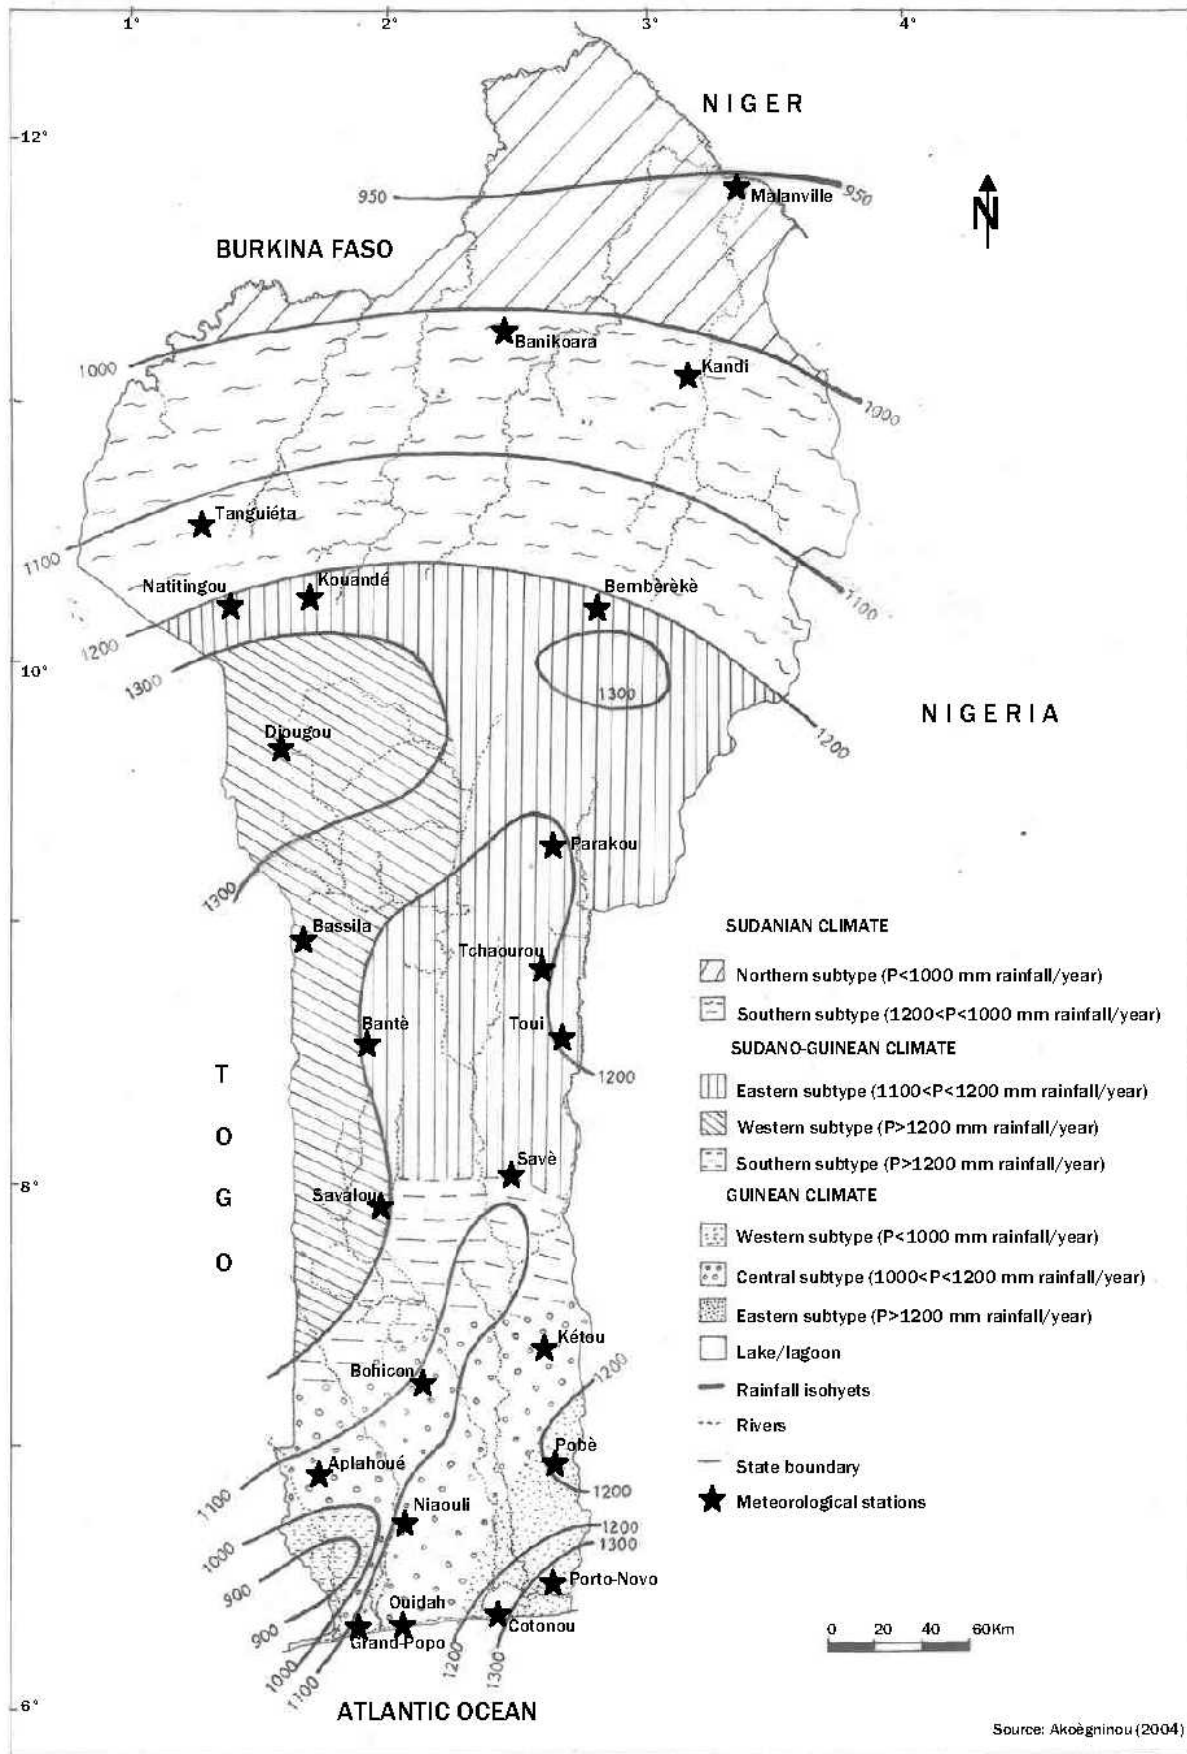 1°
2°
3°
4°
NIGER
12°
950
Malanville
950
N
BURKINA FASO
Banikoara
1000
Kandi
1000
Tanguiéta
1100
Natitingou
Kouandé
Bembèrèkè
1100
1200
10°
1300
1300
NIGERIA
Djougou
1200
Parakou
1300
Bassila
Tchaourou
SUDANIAN CLIMATE
Northern subtype (P<1000 mm rainfall/year)
Southern subtype (1200<P<1000 mm rainfall/year)
Bantè
Toui
SUDANO-GUINEAN CLIMATE
T
O
G
O
1200
Eastern subtype (1100<P<1200 mm rainfall/year)
Western subtype (P>1200 mm rainfall/year)
Savè
Southern subtype (P>1200 mm rainfall/year)
8°
Savalou
GUINEAN CLIMATE
Western subtype (P<1000 mm rainfall/year)
Central subtype (1000<P<1200 mm rainfall/year)
Eastern subtype (P>1200 mm rainfall/year)
Kétou
Lake/lagoon
Bohicon
1200
Rainfall isohyets
Rivers
Pobè
Aplahoué
State boundary
1100
1200
Niaouli
Meteorological stations
1200
1000
1300
900
Porto-Novo
Ouidah
900
Cotonou
Grand-Popo
0 20 40 60Km
1000
1100
1200
1300
6°
ATLANTIC OCEAN
Source: Akoègninou (2004)